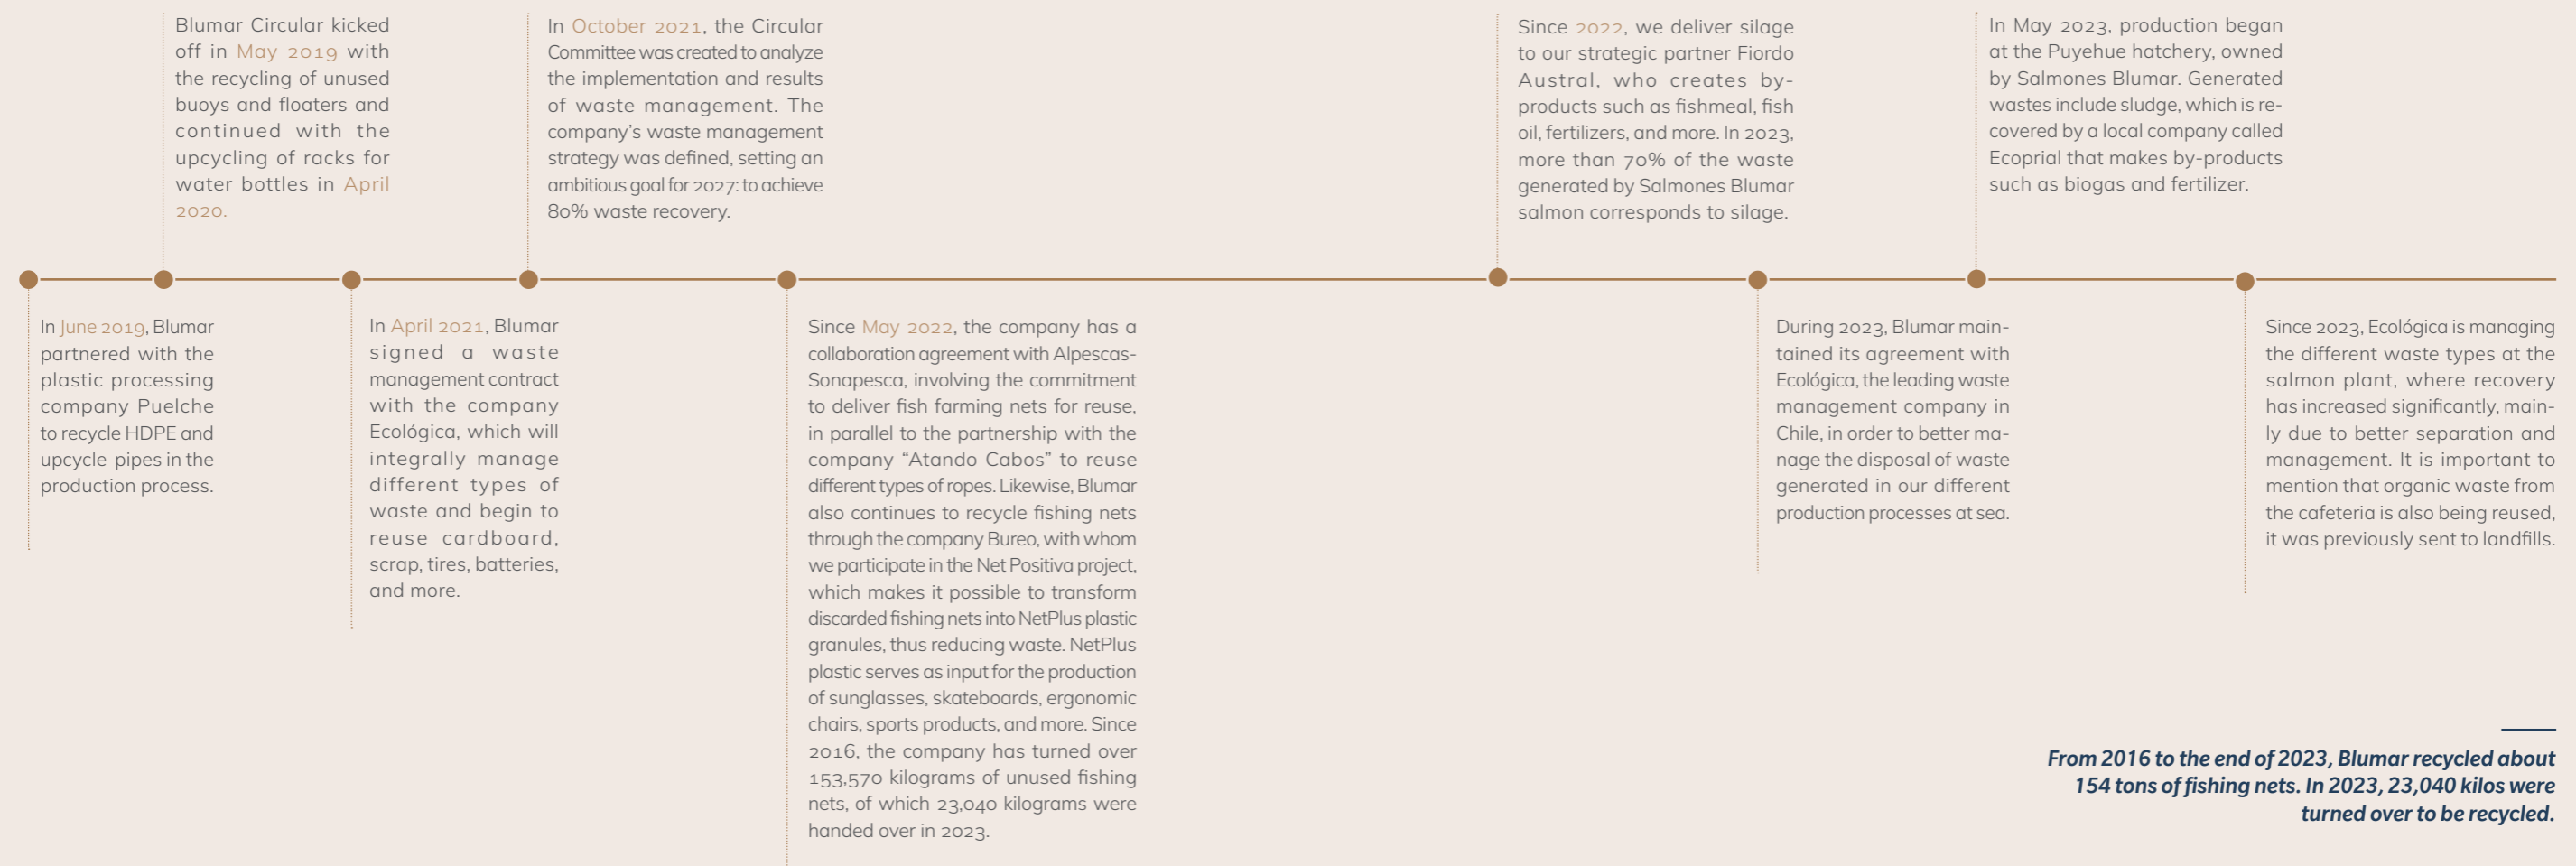 Blumar Circular kicked
off in May 2019 with
the recycling of unused
buoys and floaters and
continued with the
upcycling of racks for
water bottles in April
2020.
In October 2021, the Circular
Committee was created to analyze
the implementation and results
of waste management. The
company's waste management
strategy was defined, setting an
ambitious goal for 2027: to achieve
80% waste recovery.
Since 2022, we deliver silage
to our strategic partner Fiordo
Austral, who creates by-
products such as fishmeal, fish
oil, fertilizers, and more. In 2023,
more than 70% of the waste
generated by Salmones Blumar
salmon corresponds to silage.
In May 2023, production began
at the Puyehue hatchery, owned
by Salmones Blumar. Generated
wastes include sludge, which is re-
covered by a local company called
Ecoprial that makes by-products
such as biogas and fertilizer.
In June 2019, Blumar
partnered with the
plastic processing
company Puelche
to recycle HDPE and
upcycle pipes in the
production process.
In April 2021, Blumar
signed a waste
management contract
with the company
Ecológica, which will
integrally manage
different types of
waste and begin to
reuse cardboard,
scrap, tires, batteries,
and more.
Since May 2022, the company has a
collaboration agreement with Alpescas-
Sonapesca, involving the commitment
to deliver fish farming nets for reuse,
in parallel to the partnership with the
company “Atando Cabos” to reuse
different types of ropes. Likewise, Blumar
also continues to recycle fishing nets
through the company Bureo, with whom
we participate in the Net Positiva project,
which makes it possible to transform
discarded fishing nets into NetPlus plastic
granules, thus reducing waste. NetPlus
plastic serves as input for the production
of sunglasses, skateboards, ergonomic
chairs, sports products, and more. Since
2016, the company has turned over
153,570 kilograms of unused fishing
nets, of which 23,040 kilograms were
handed over in 2023.
During 2023, Blumar main-
tained its agreement with
Ecológica, the leading waste
management company in
Chile, in order to better ma-
nage the disposal of waste
generated in our different
production processes at sea.
Since 2023, Ecológica is managing
the different waste types at the
salmon plant, where recovery
has increased significantly, main-
ly due to better separation and
management. It is important to
mention that organic waste from
the cafeteria is also being reused,
it was previously sent to landfills.
From 2016 to the end of 2023, Blumar recycled about
154 tons of fishing nets. In 2023, 23,040 kilos were
turned over to be recycled.